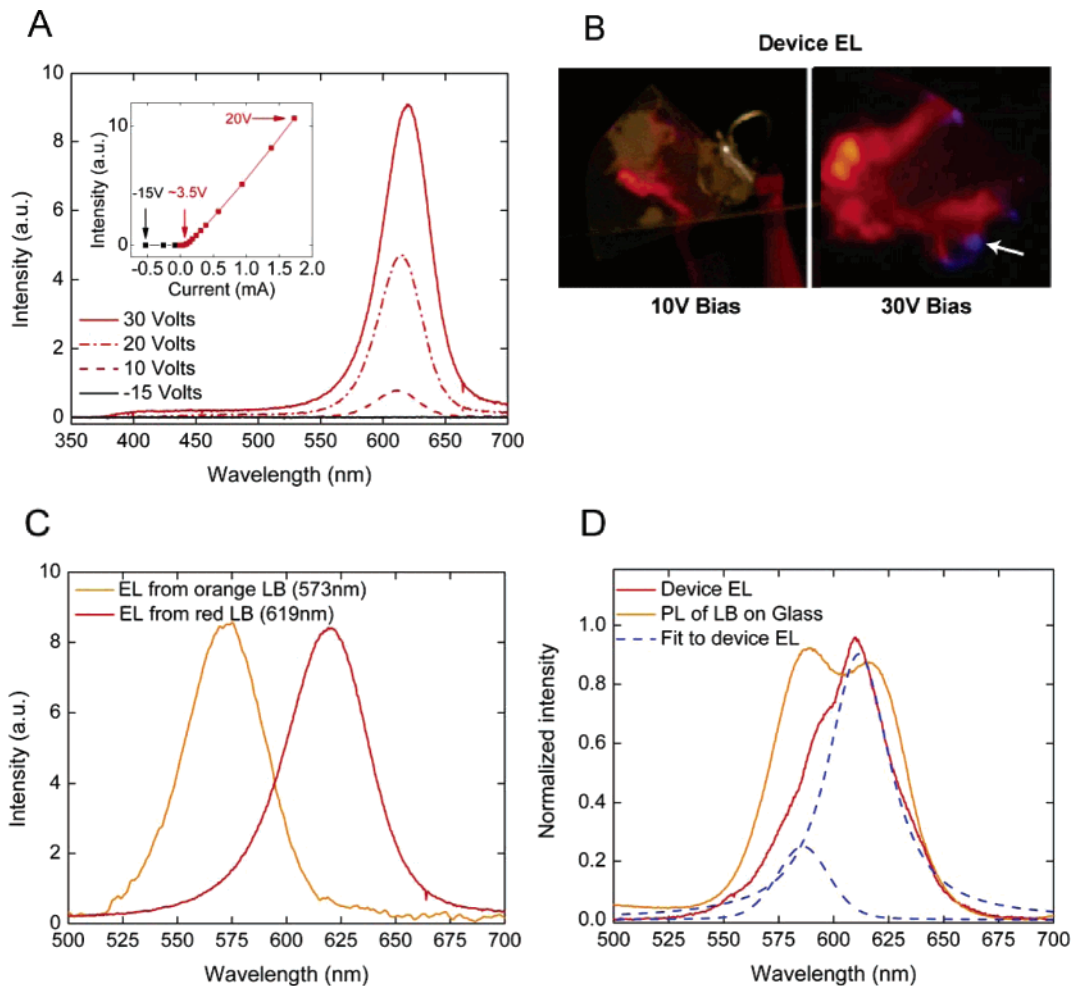 A
10
8
6
4
2
0
Intensity (a.u.)
10
0
Intensity (a.u.)
20V
-15V ~3.5V
-0.5 0.0 0.4 0.8 1.2 1.6 2.0
Current (mA)
30 Volts
20 Volts
10 Volts
-15 Volts
350 400 450 500 550 600 650 700
Wavelength (nm)
B
Device EL
10V Bias 30V Bias
C
10
8
6
4
2
0
Intensity (a.u.)
EL from orange LB (573nm)
EL from red LB (619nm)
500 525 550 575 600 625 650 675 700
Wavelength (nm)
D
1.0
0.8
0.6
0.4
0.2
0.0
Normalized intensity
Device EL
PL of LB on Glass
Fit to device EL
500 525 550 575 600 625 650 675 700
Wavelength (nm)